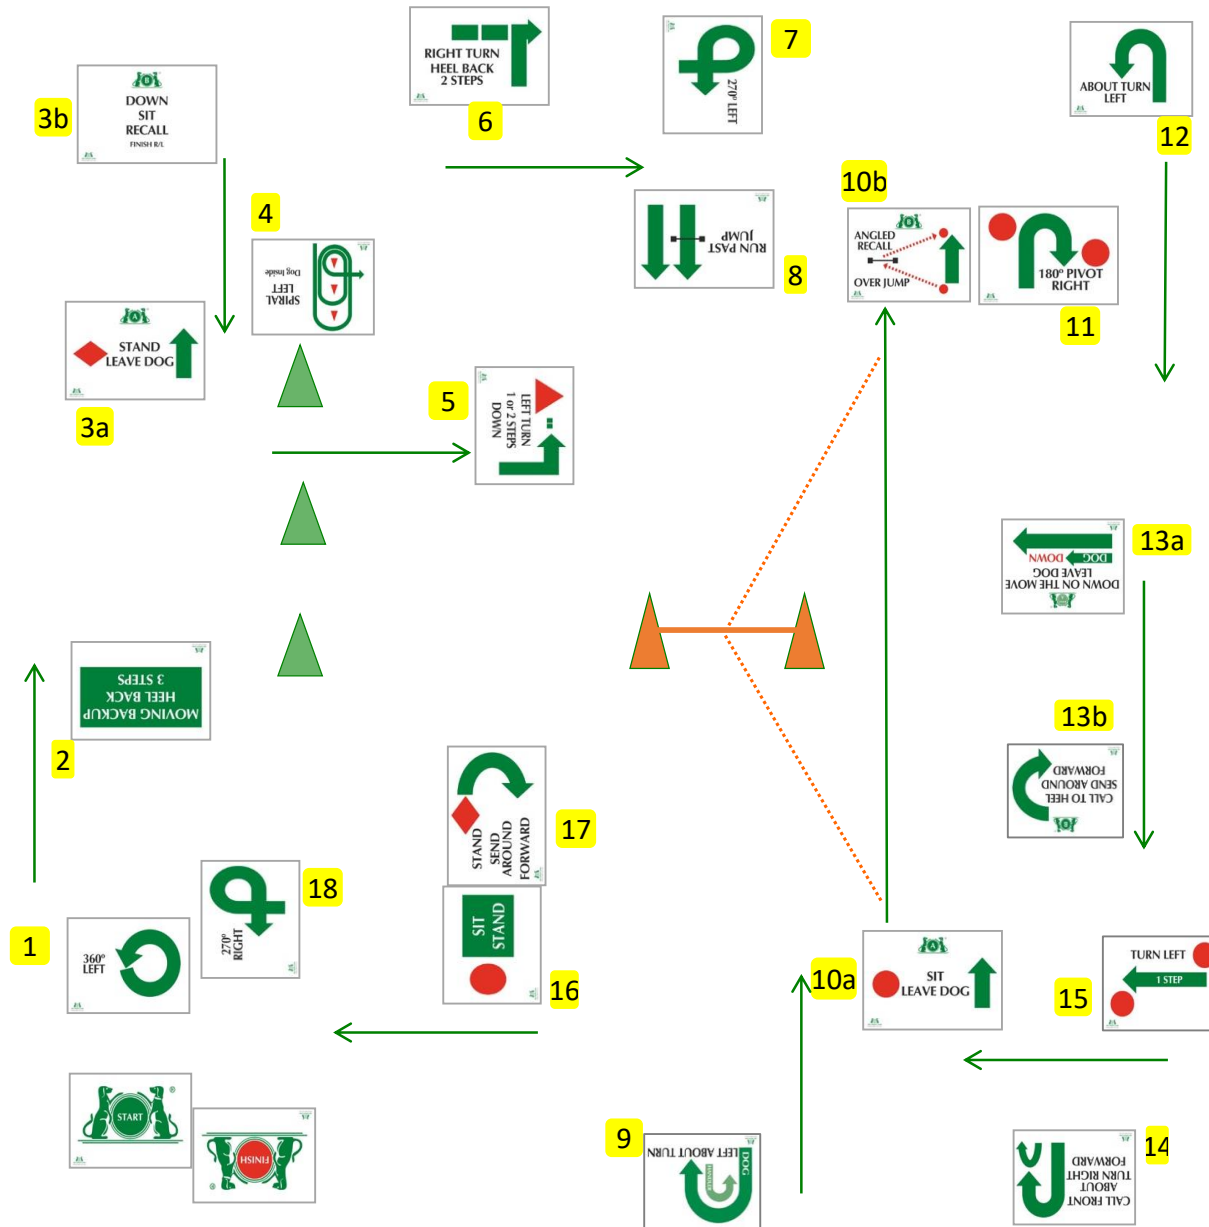 6
RIGHT TURN
HEEL BACK
2 STEPS
7
270º LEFT
12
ABOUT TURN
LEFT
3b
DOWN
SIT
RECALL
FINISH R/L
4
SPIRAL
LEFT
Dog Inside
8
RUN PAST
JUMP
10b
ANGLED
RECALL
OVER JUMP
11
180º PIVOT
RIGHT
3a
STAND
LEAVE DOG
5
LEFT TURN
1 or 2 STEPS
DOWN
13a
DOWN ON THE MOVE
LEAVE DOG
DOG
DOWN
2
MOVING BACKUP
HEEL BACK
3 STEPS
13b
CALL TO HEEL
SEND AROUND
FORWARD
17
STAND
SEND
AROUND
FORWARD
18
270º
RIGHT
1
360º
LEFT
16
SIT
STAND
10a
SIT
LEAVE DOG
15
TURN LEFT
1 STEP
START
®
FINISH
®
9
LEFT ABOUT TURN
DOG
HANDLER
14
CALL FRONT
ABOUT
TURN RIGHT
FORWARD